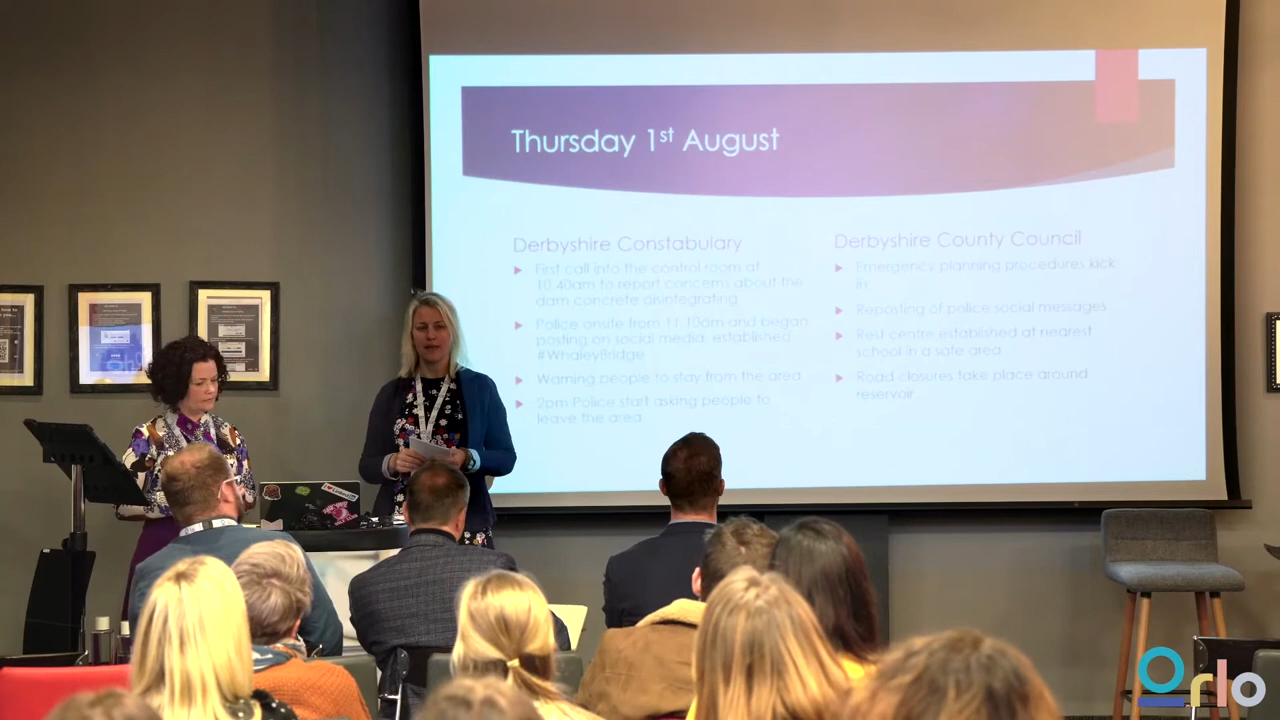 Thursday 1st August
Derbyshire Constabulary
First call into the control room at
10.40am to report concerns about the
dam concrete disintegrating
Police onsite from 11.10am and began
posting on social media; established
#WhaleyBridge
Warning people to stay from the area
2pm Police start asking people to
leave the area
Derbyshire County Council
Emergency planning procedures kick
in
Reposting of police social messages
Rest centre established at nearest
school in a safe area
Road closures take place around
reservoir
Orlo